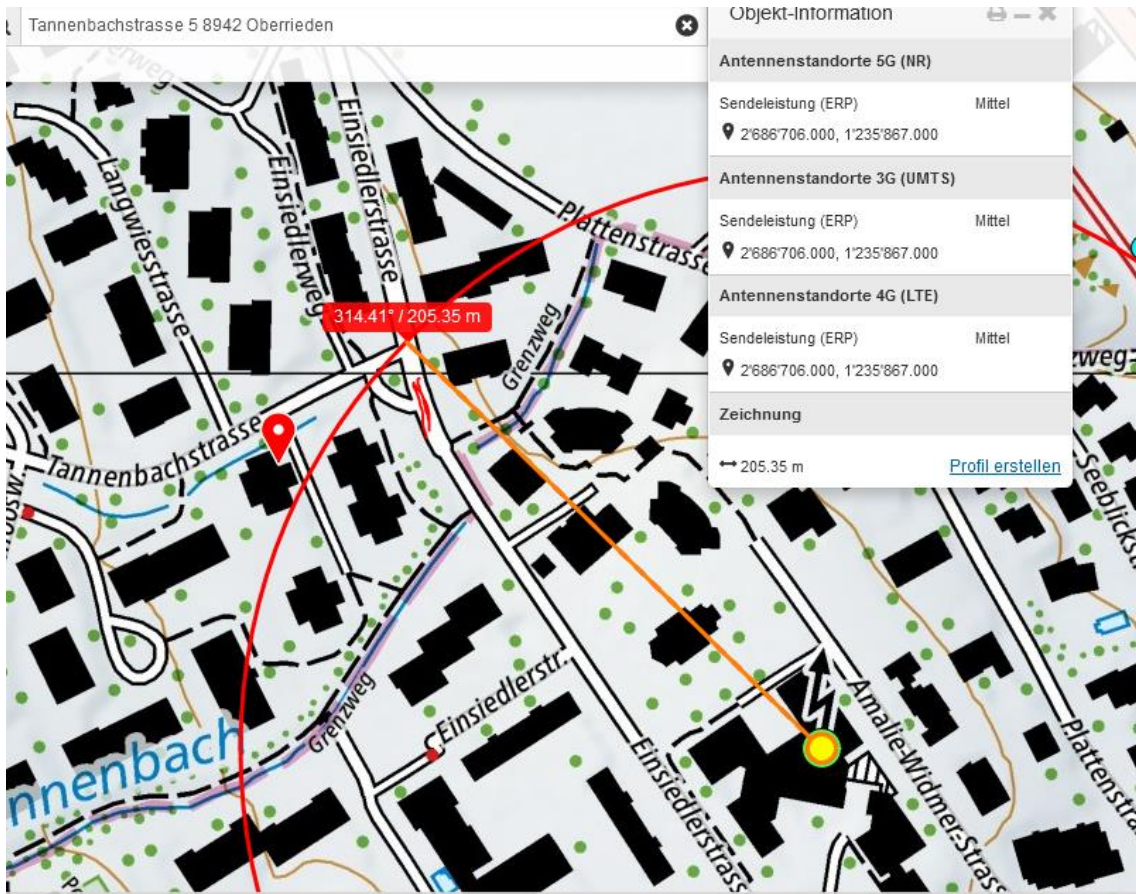 Tannenbachstrasse 5 8942 Oberrieden
Objekt-Information
Antennenstandorte 5G (NR)
Sendeleistung (ERP) Mittel
2'686'706.000, 1'235'867.000
Antennenstandorte 3G (UMTS)
Sendeleistung (ERP) Mittel
2'686'706.000, 1'235'867.000
Antennenstandorte 4G (LTE)
Sendeleistung (ERP) Mittel
2'686'706.000, 1'235'867.000
Zeichnung
205.35 m Profil erstellen
erweg
Einsiedlerstrasse
Langwiesstrasse
Einsiedlerweg
Plattenstrasse
314.41° / 205.35 m
Grenzweg
zweg
Tannenbachstrasse
Seeblickst
Grenzweg
Einsiedlerstr.
Amalie-Widmer-Strass
nnenbach
Einsiedlerstrass
Plattenstra